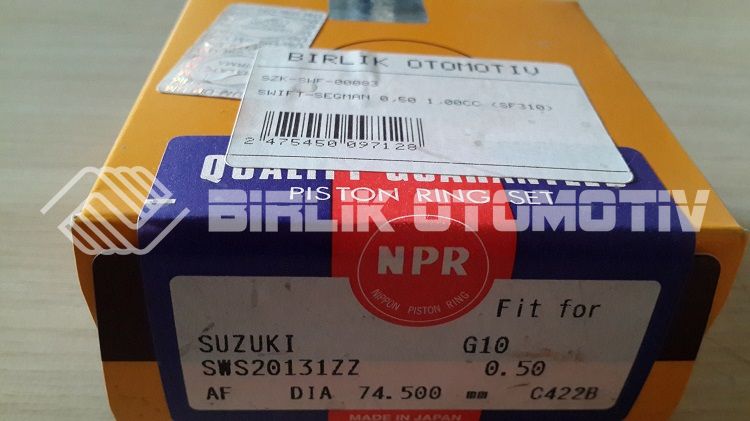 BIRLIK OTOMOTIV
SZK-SWF-00083
SWIFT-SEGMAN 0,50 1.00CC (SF310)
2 475450 097128
QUALITY GUARANTEED
PISTON RING SET
BIRLIK OTOMOTIV
NPR
NIPPON PISTON RING
Fit for
SUZUKI G10
SWS20131ZZ 0.50
AF DIA 74.500 mm C422B
MADE IN JAPAN